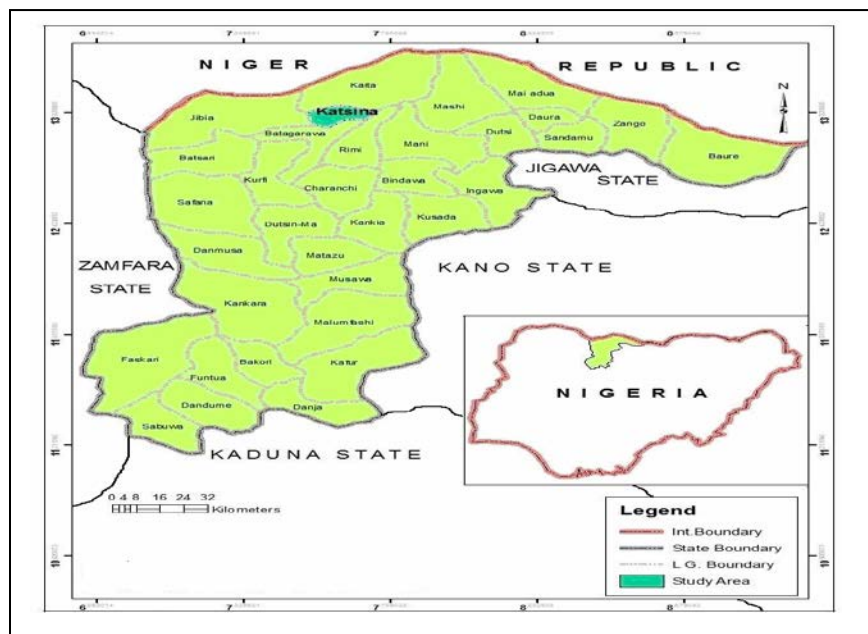 NIGER REPUBLIC
Kaita
Mashi
Mai adua
N
Jibia
Katsina
Daura
Zango
Batagarawa
Dutsi
Sandamu
Rimi
Mani
Baure
Batsari
Kurfi
Charanchi
Bindawa
Ingawa
JIGAWA
STATE
Safana
Dutsin-Ma
Kankia
Kusada
Danmusa
Matazu
ZAMFARA
STATE
KANO STATE
Musawa
Kankara
Malumfashi
Faskari
Bakori
Kafur
Funtua
Dandume
Danja
Sabuwa
KADUNA STATE
NIGERIA
0 4 8 16 24 32
Kilometers
Legend
Int.Boundary
State Boundary
L.G. Boundary
Study Area